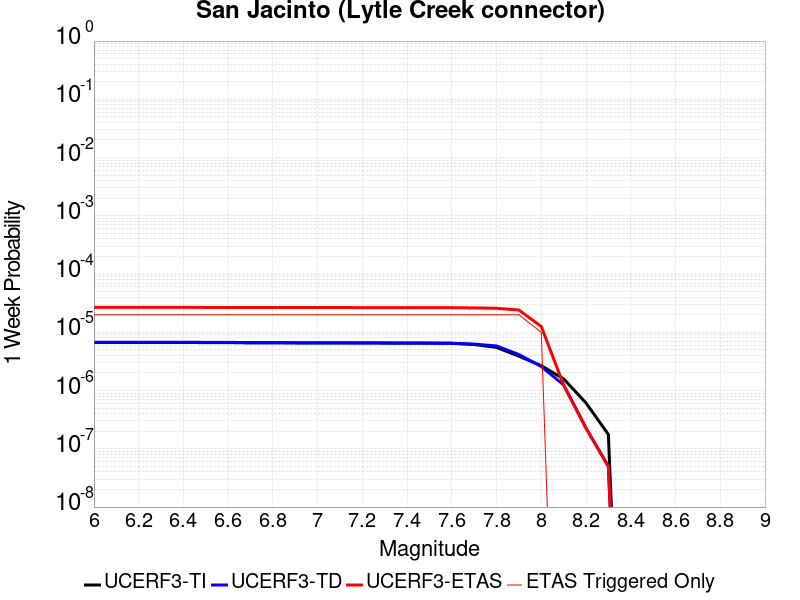 San Jacinto (Lytle Creek connector)
10^0
10^-1
10^-2
10^-3
10^-4
10^-5
10^-6
10^-7
10^-8
1 Week Probability
6 6.2 6.4 6.6 6.8 7 7.2 7.4 7.6 7.8 8 8.2 8.4 8.6 8.8 9
Magnitude
UCERF3-TI UCERF3-TD UCERF3-ETAS ETAS Triggered Only